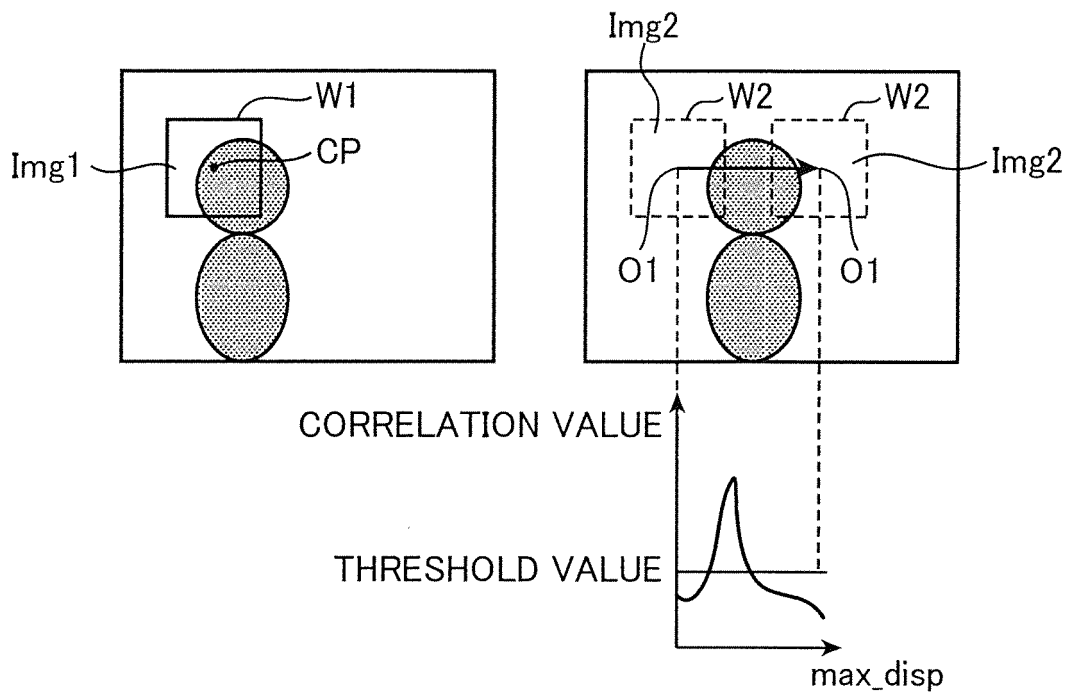 Img2
W1
W2
W2
Img1
CP
Img2
O1
O1
CORRELATION VALUE
THRESHOLD VALUE
max_disp